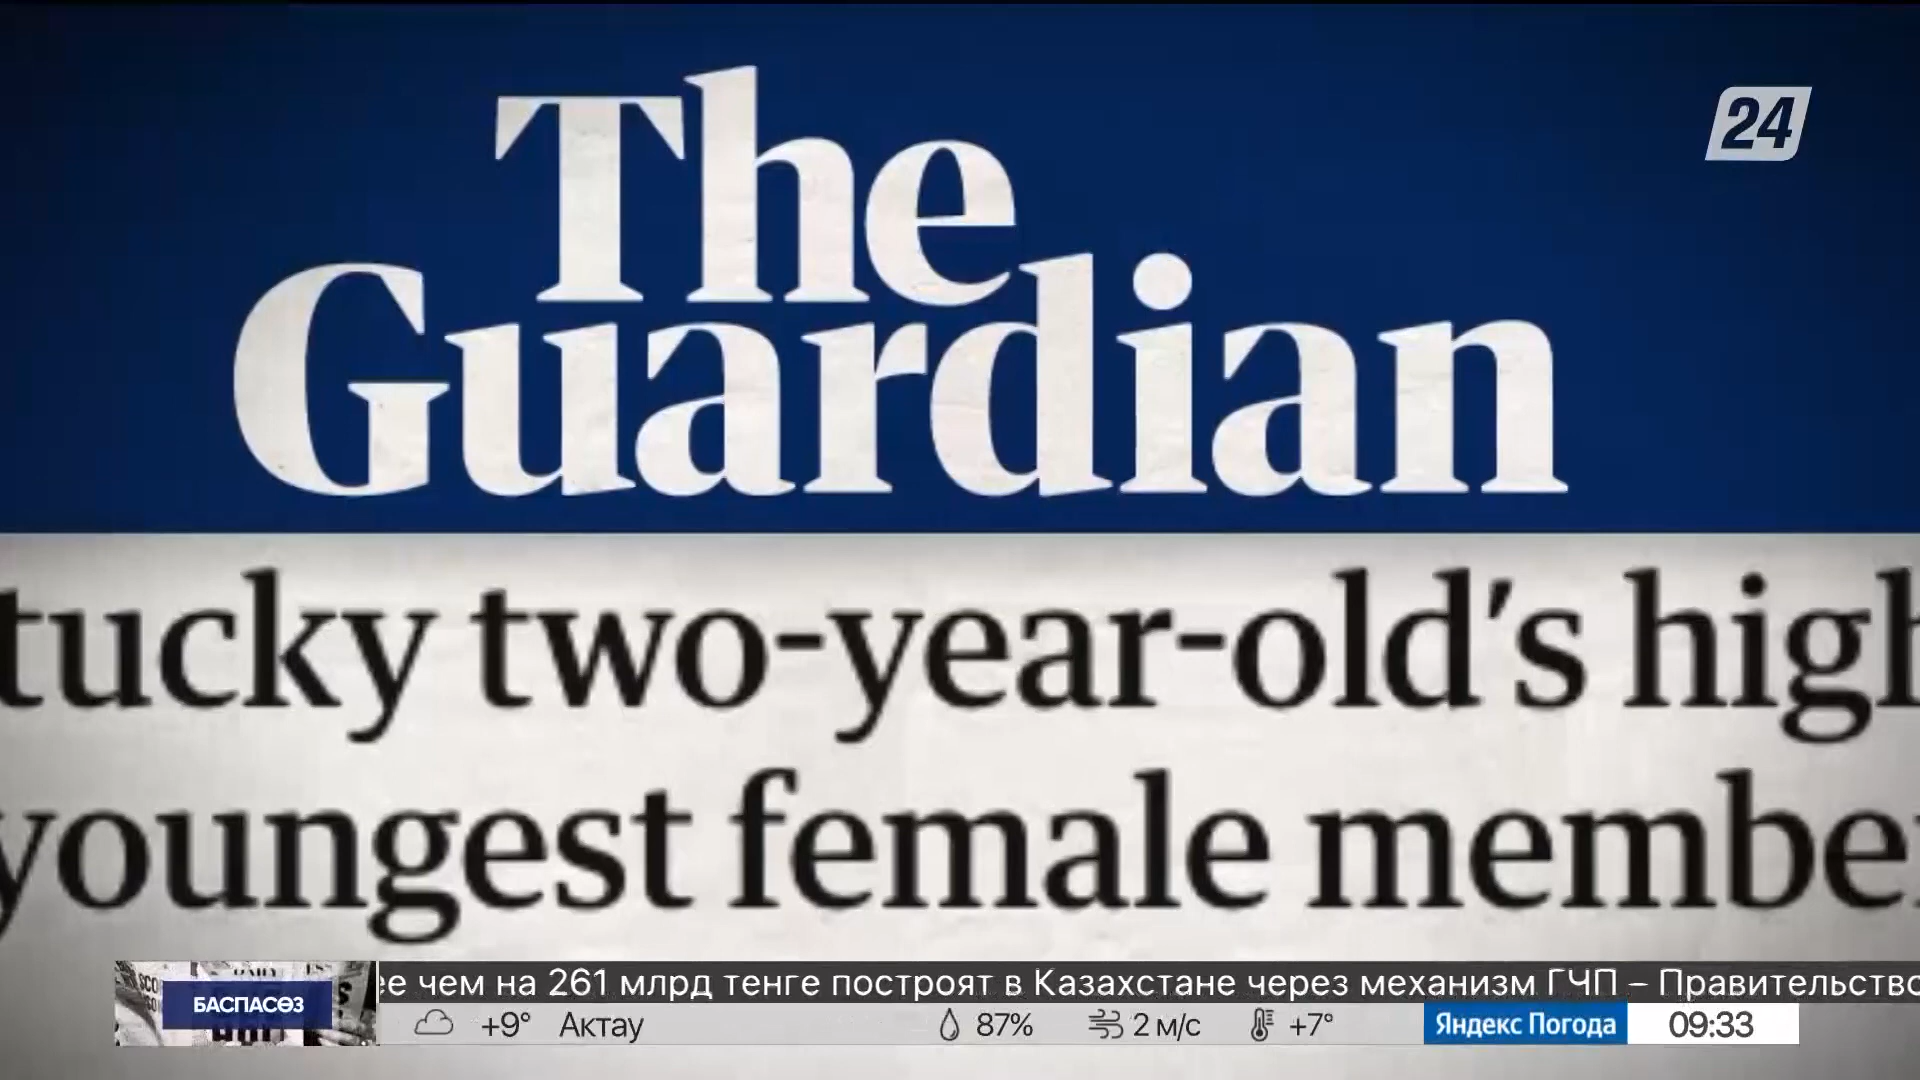 The
Guardian
24
tucky two-year-old's high
youngest female member
БАСПАСӨЗ
ее чем на 261 млрд тенге построят в Казахстане через механизм ГЧП – Правительство
+9° Актау 87% 2 м/с +7° Яндекс Погода 09:33